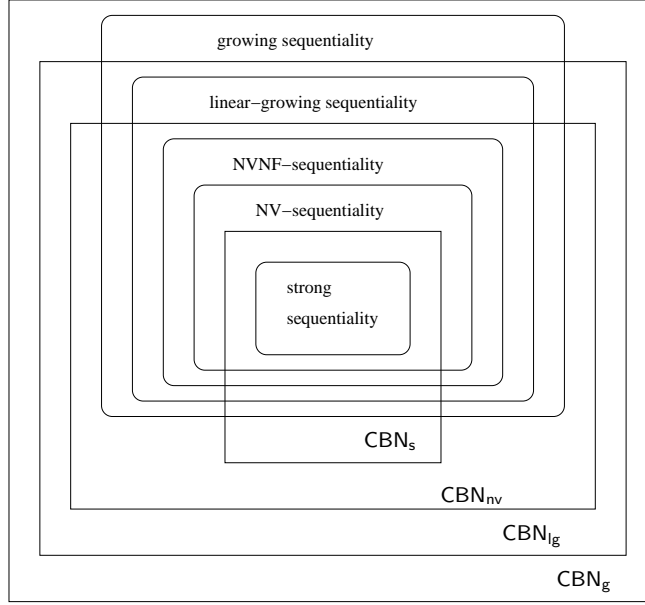 growing sequentiality
linear−growing sequentiality
NVNF−sequentiality
NV−sequentiality
strong
sequentiality
CBNs
CBNnv
CBNlg
CBNg